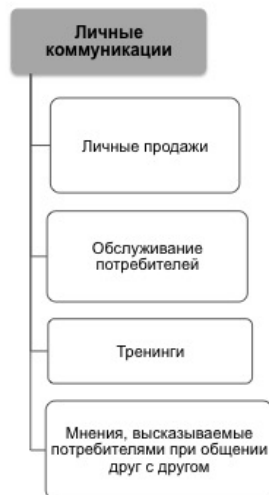 Личные
коммуникации
Личные продажи
Обслуживание
потребителей
Тренинги
Мнения, высказываемые
потребителями при общении
друг с другом